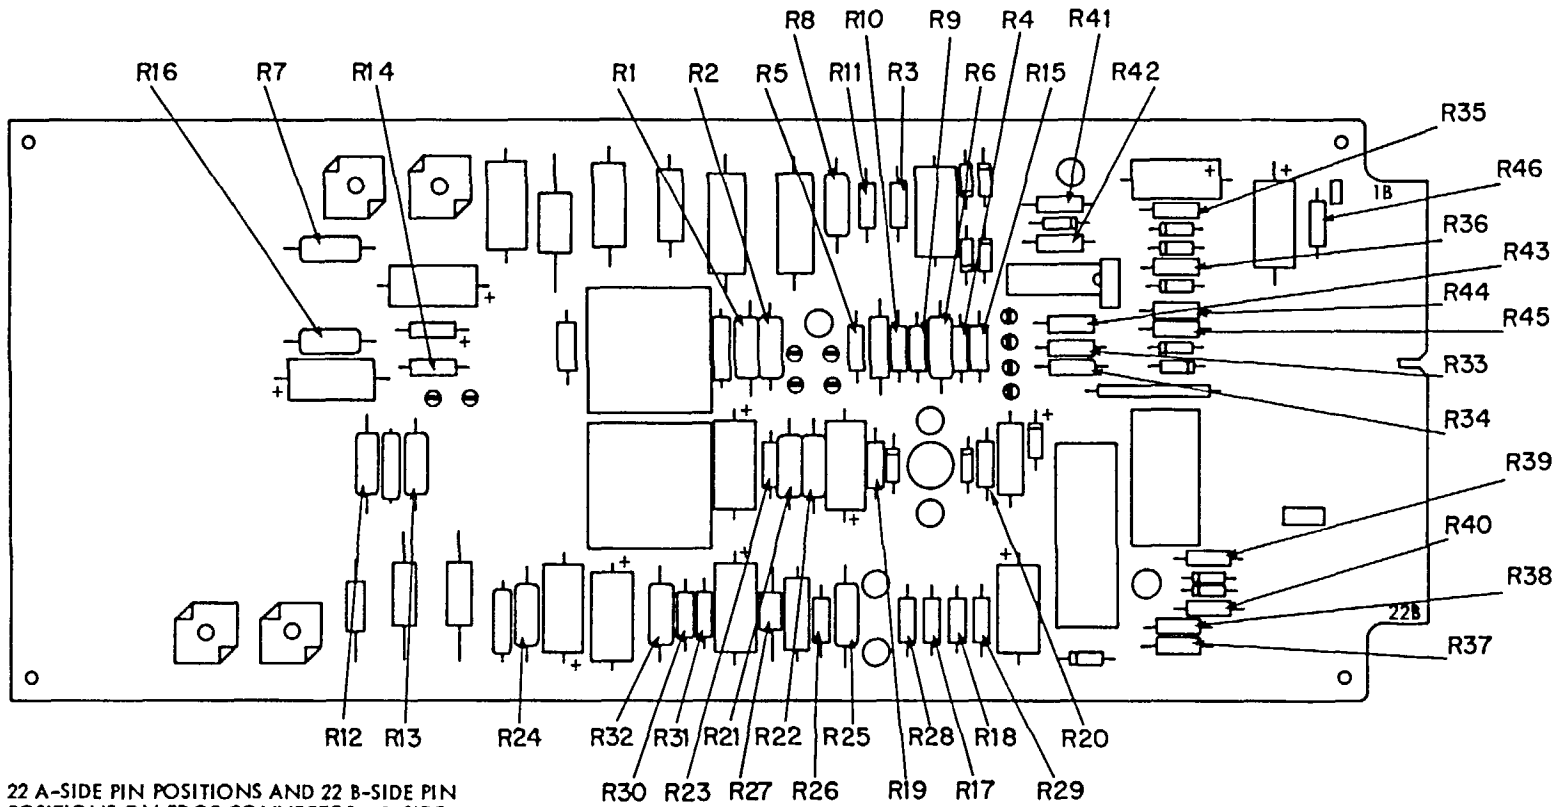 R8 R10 R9 R4 R41
R16 R7 R14 R1 R2 R5 R11 R3 R6 R15 R42
R35
R46
1B
R36
R43
R44
R45
R33
R34
R39
R40
R38
22B
R37
R12 R13 R24 R32 R31 R21 R22 R25 R28 R18 R20
22 A-SIDE PIN POSITIONS AND 22 B-SIDE PIN
R30 R23 R27 R26 R19 R17 R29